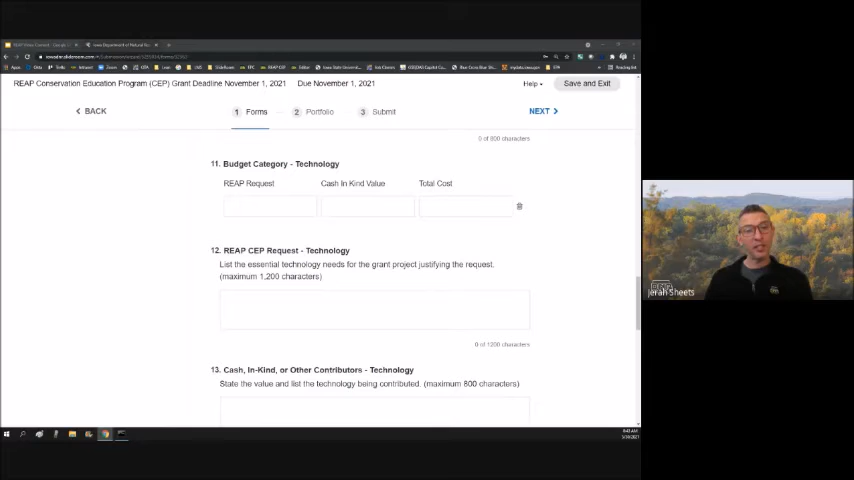 REAP Conservation Education Program (CEP) Grant Deadline November 1, 2021 Due November 1, 2021
Help
Save and Exit
BACK
1 Forms
2 Portfolio
3 Submit
NEXT
0 of 800 characters
11. Budget Category - Technology
REAP Request
Cash In Kind Value
Total Cost
12. REAP CEP Request - Technology
List the essential technology needs for the grant project justifying the request.
(maximum 1,200 characters)
0 of 1200 characters
13. Cash, In-Kind, or Other Contributors - Technology
State the value and list the technology being contributed. (maximum 800 characters)
Jerah Sheets